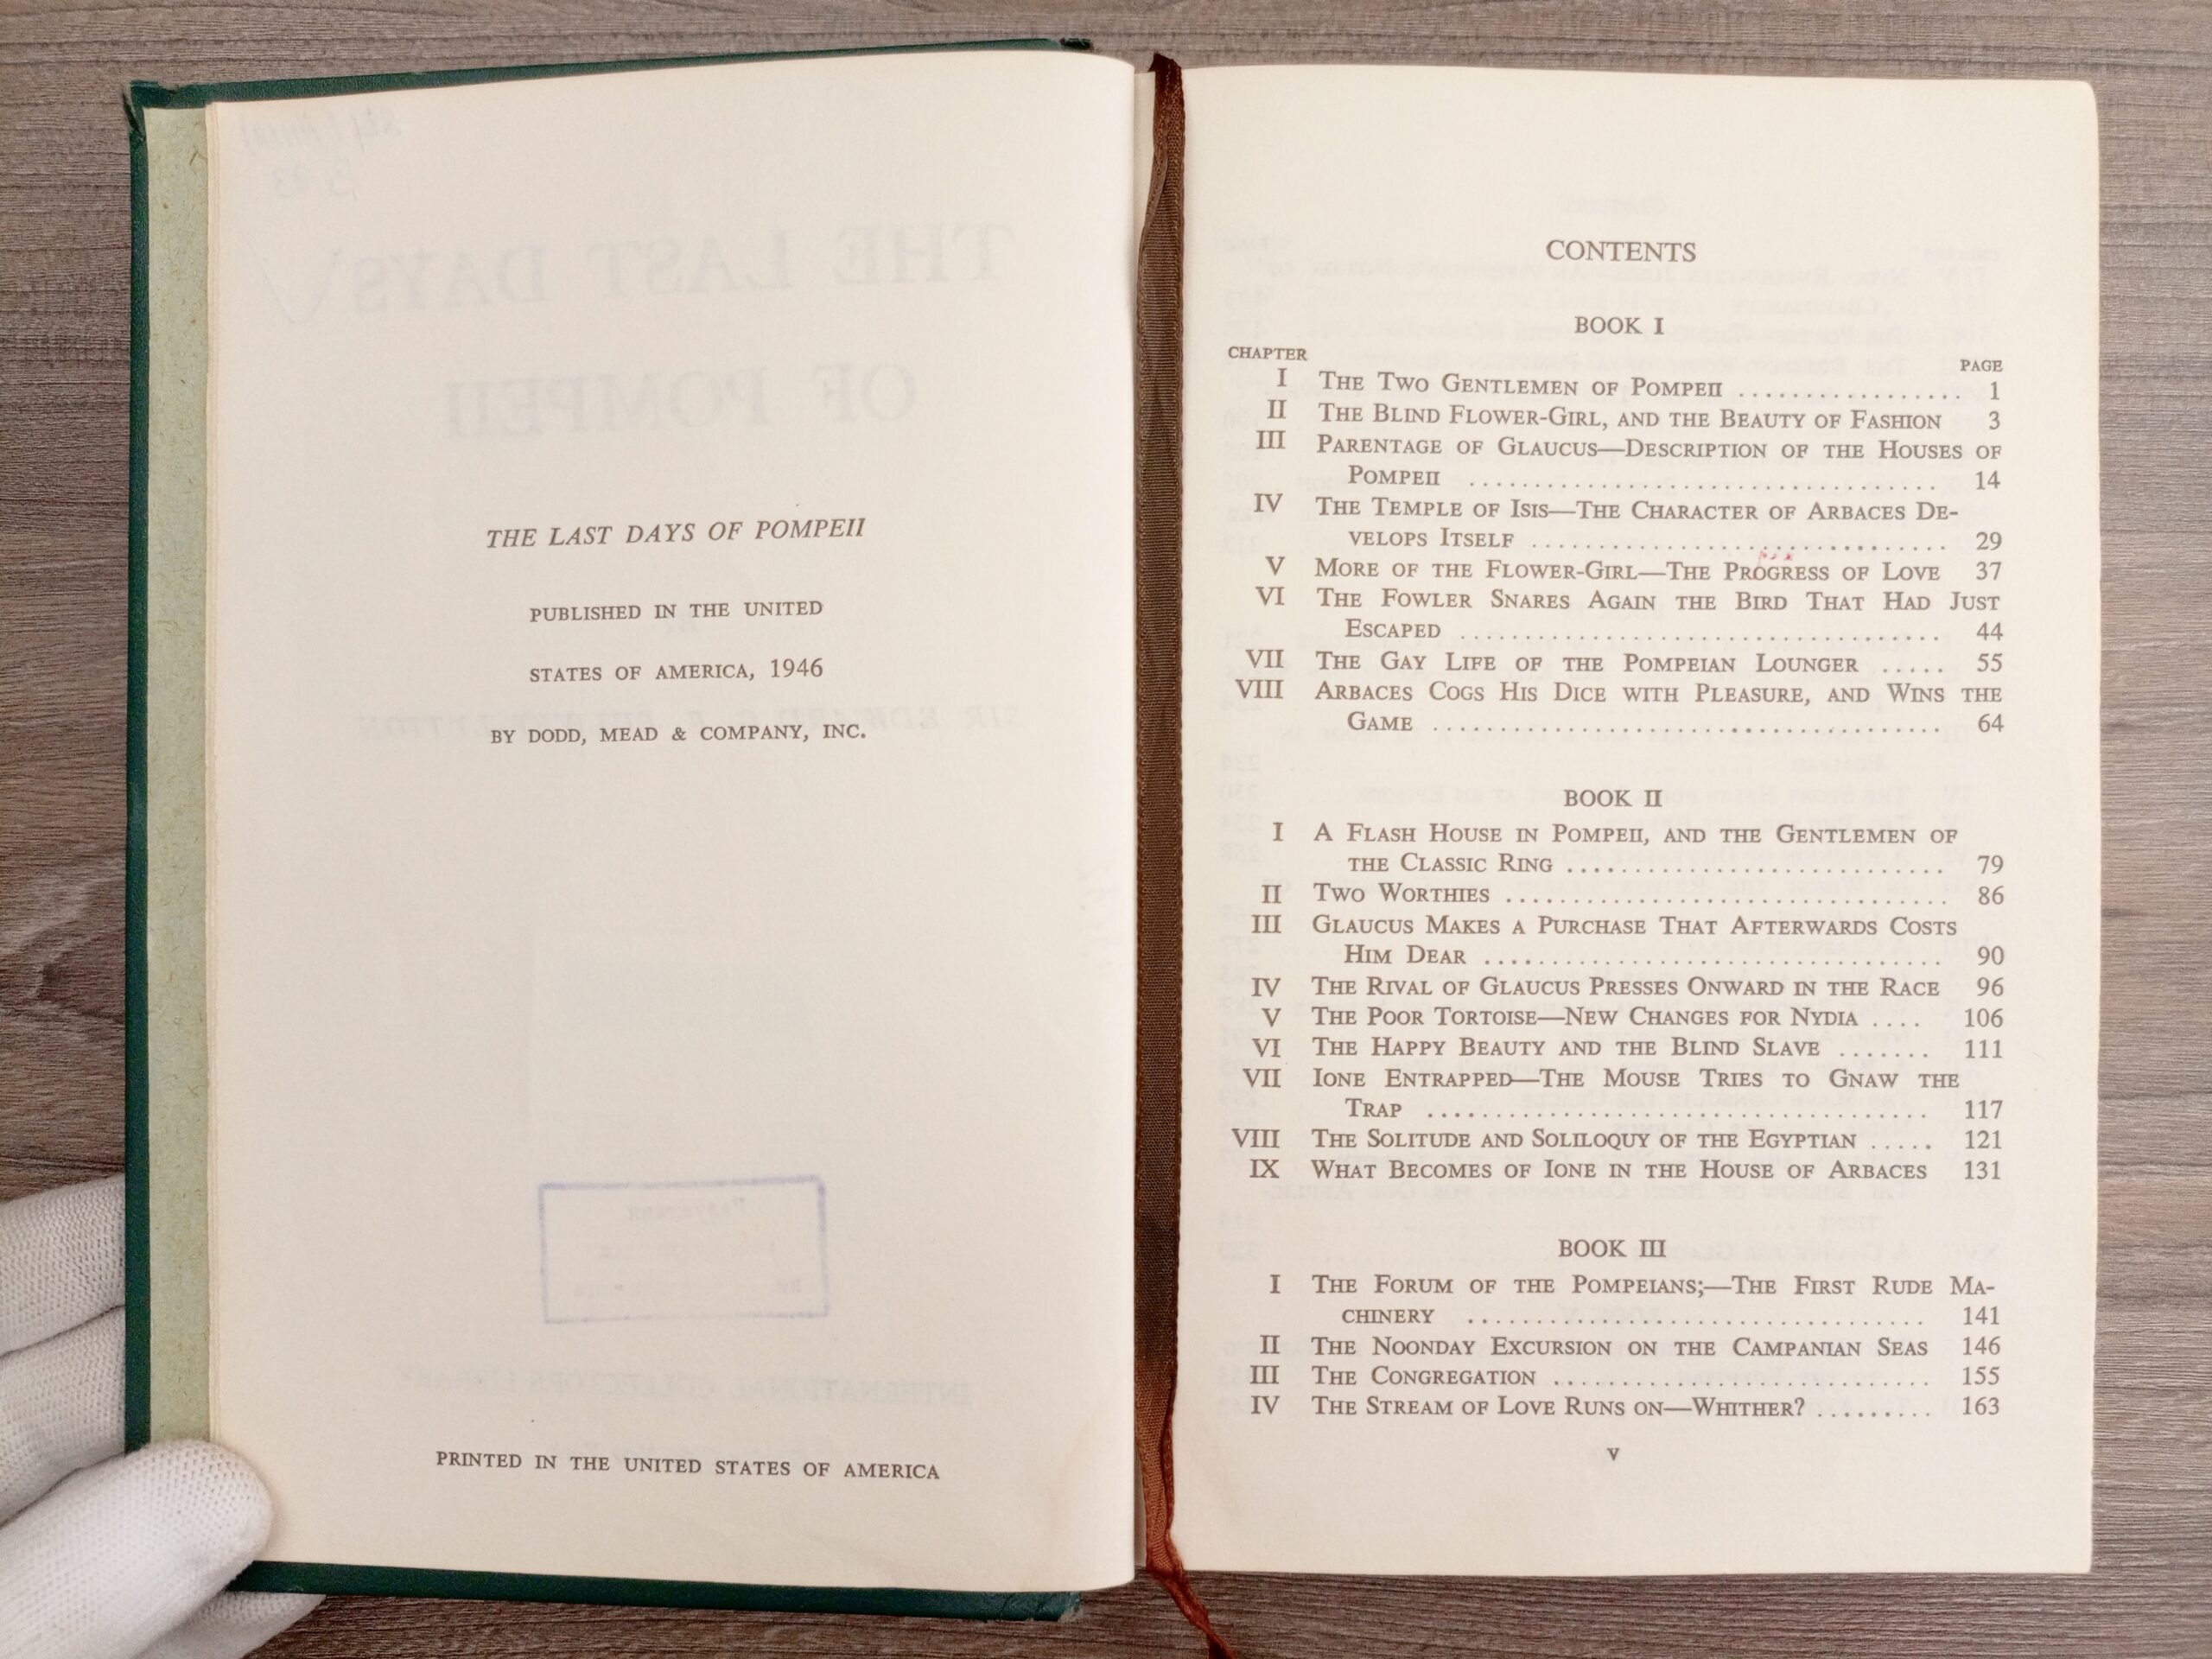 THE LAST DAYS OF POMPEII
PUBLISHED IN THE UNITED
STATES OF AMERICA, 1946
BY DODD, MEAD & COMPANY, INC.
PRINTED IN THE UNITED STATES OF AMERICA
CONTENTS
BOOK I
CHAPTER PAGE
I The Two Gentlemen of Pompeii ................. 1
II The Blind Flower-Girl, and the Beauty of Fashion 3
III Parentage of Glaucus—Description of the Houses of
Pompeii ................................... 14
IV The Temple of Isis—The Character of Arbaces De-
velops Itself ............................... 29
V More of the Flower-Girl—The Progress of Love 37
VI The Fowler Snares Again the Bird That Had Just
Escaped .................................... 44
VII The Gay Life of the Pompeian Lounger ..... 55
VIII Arbaces Cogs His Dice with Pleasure, and Wins the
Game ...................................... 64
BOOK II
I A Flash House in Pompeii, and the Gentlemen of
the Classic Ring ............................ 79
II Two Worthies ................................. 86
III Glaucus Makes a Purchase That Afterwards Costs
Him Dear .................................. 90
IV The Rival of Glaucus Presses Onward in the Race 96
V The Poor Tortoise—New Changes for Nydia .... 106
VI The Happy Beauty and the Blind Slave ....... 111
VII Ione Entrapped—The Mouse Tries to Gnaw the
Trap ..................................... 117
VIII The Solitude and Soliloquy of the Egyptian ..... 121
IX What Becomes of Ione in the House of Arbaces 131
BOOK III
I The Forum of the Pompeians;—The First Rude Ma-
chinery .................................. 141
II The Noonday Excursion on the Campanian Seas 146
III The Congregation ............................ 155
IV The Stream of Love Runs on—Whither? ......... 163
v